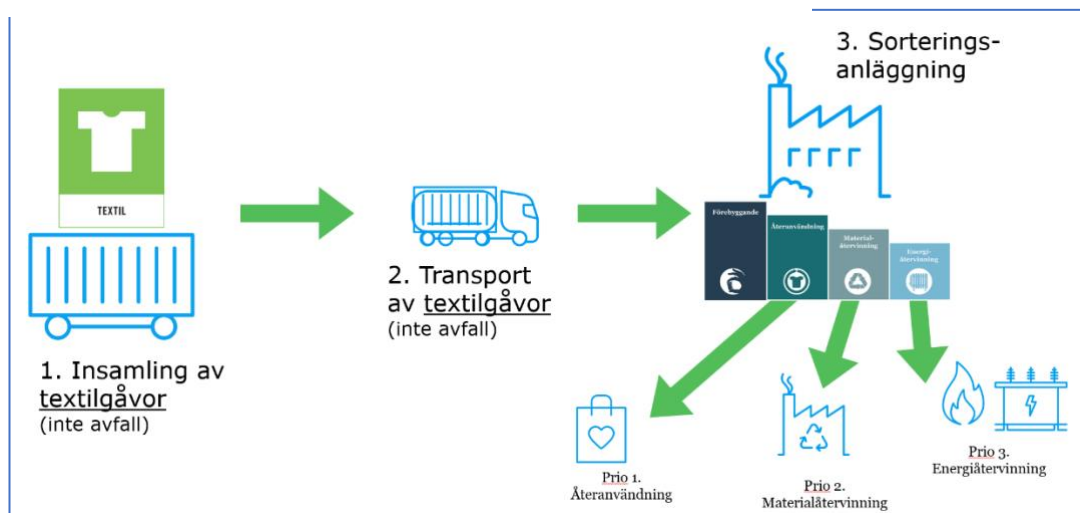 TEXTIL
1. Insamling av
textilgåvor
(inte avfall)
2. Transport
av textilgåvor
(inte avfall)
3. Sorterings-
anläggning
Förebyggande
Återanvändning
Material-
återvinning
Energi-
återvinning
Prio 1.
Återanvändning
Prio 2.
Materialåtervinning
Prio 3.
Energiåtervinning